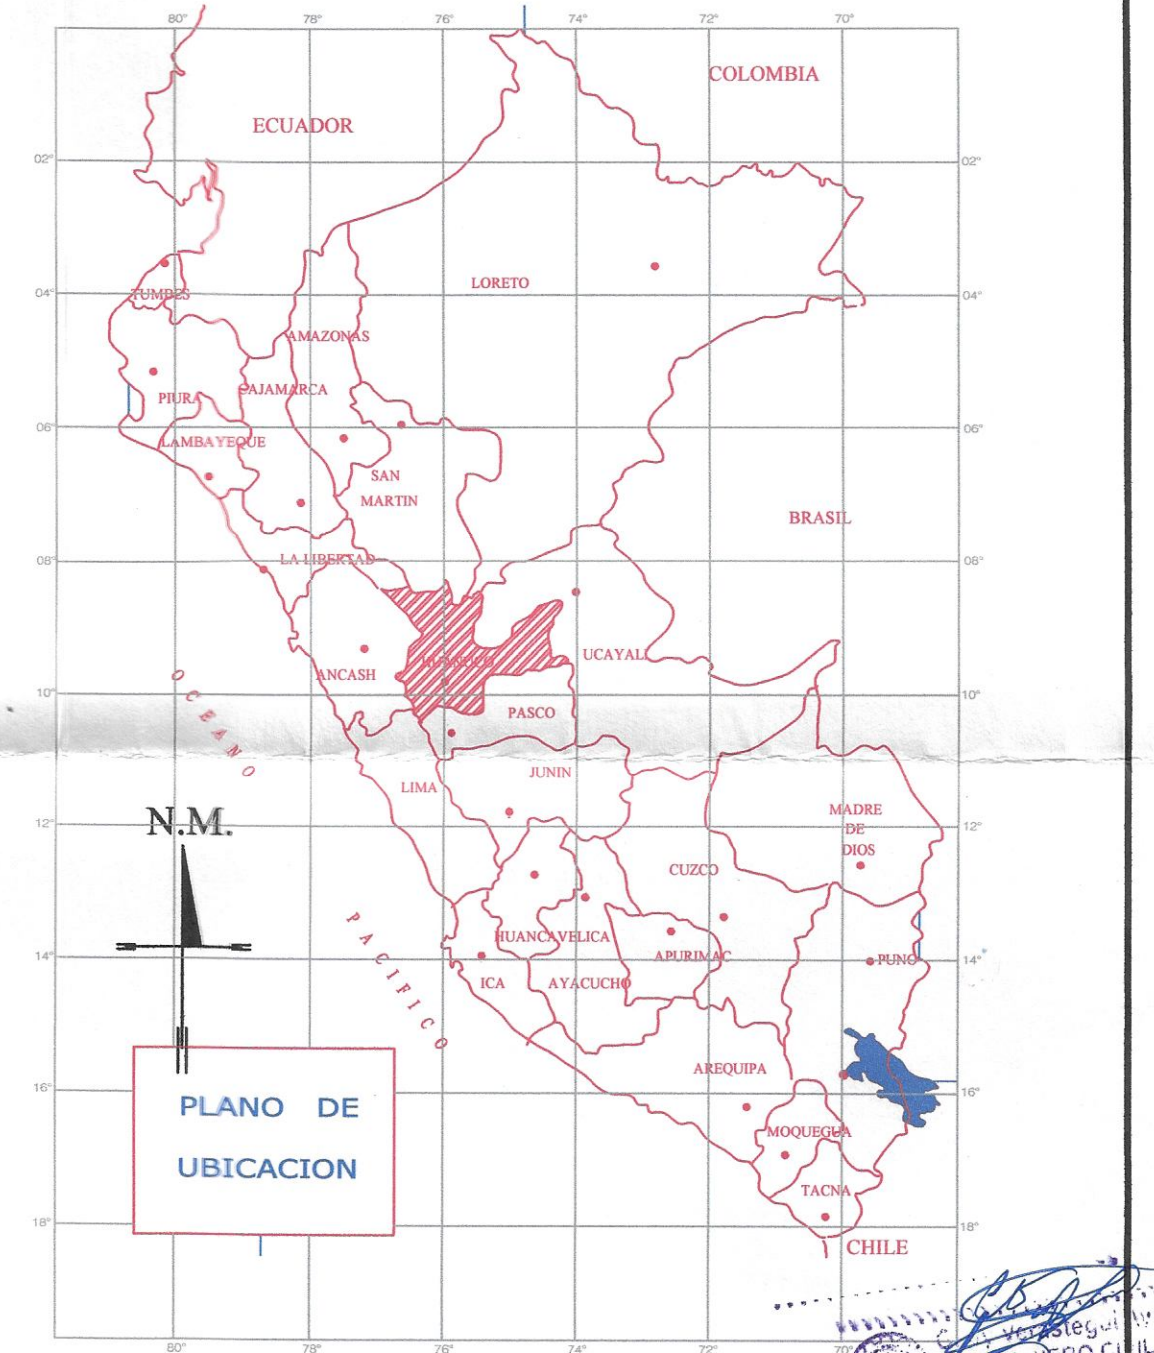 80° 78° 76° 74° 72° 70°
COLOMBIA
ECUADOR
02° 02°
LORETO
TUMBES
04° 04°
AMAZONAS
CAJAMARCA
PIURA
06° 06°
LAMBAYEQUE
SAN
MARTIN
BRASIL
LA LIBERTAD
08° 08°
UCAYALI
HUANUCO
ANCASH
10° 10°
OCEANO
PASCO
JUNIN
LIMA
MADRE
DE
DIOS
N.M.
12° 12°
CUZCO
PACIFICO
HUANCAVELICA
APURIMAC
PUNO
14° 14°
ICA
AYACUCHO
AREQUIPA
16° 16°
PLANO DE
UBICACION
MOQUEGUA
TACNA
18° 18°
CHILE
80° 78° 76° 74° 72° 70°